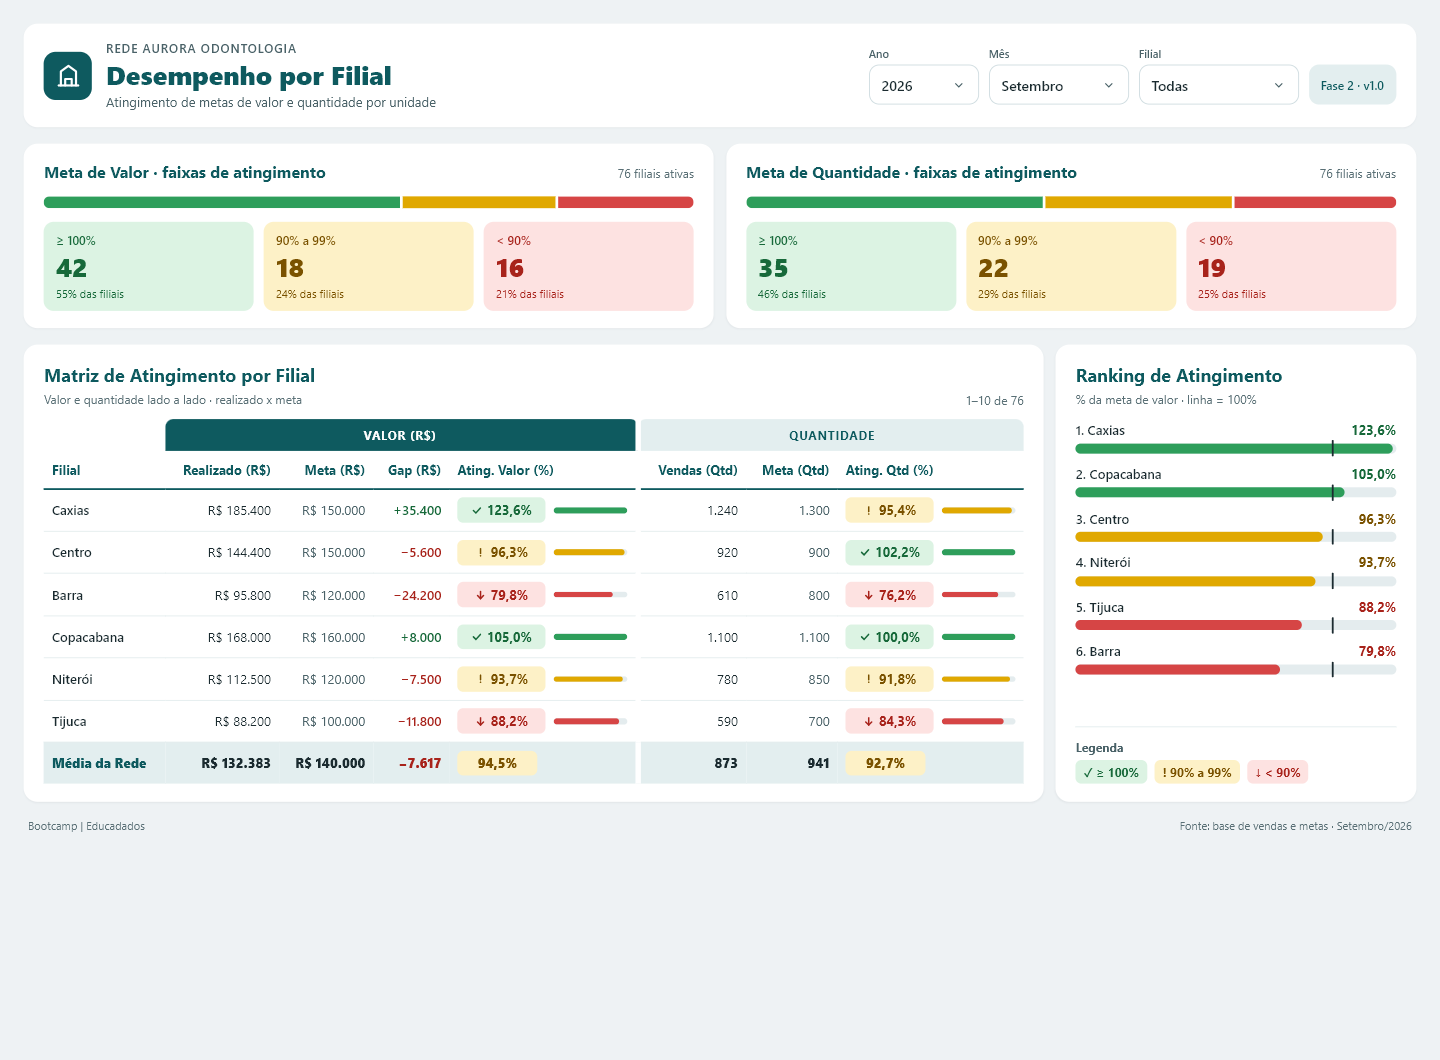 REDE AURORA ODONTOLOGIA
Desempenho por Filial
Atingimento de metas de valor e quantidade por unidade
Ano
2026
Mês
Setembro
Filial
Todas
Fase 2 · v1.0
Meta de Valor · faixas de atingimento
76 filiais ativas
≥ 100%
42
55% das filiais
90% a 99%
18
24% das filiais
< 90%
16
21% das filiais
Meta de Quantidade · faixas de atingimento
76 filiais ativas
≥ 100%
35
46% das filiais
90% a 99%
22
29% das filiais
< 90%
19
25% das filiais
Matriz de Atingimento por Filial
Valor e quantidade lado a lado · realizado x meta
1–10 de 76
VALOR (R$) QUANTIDADE
Filial Realizado (R$) Meta (R$) Gap (R$) Ating. Valor (%) Vendas (Qtd) Meta (Qtd) Ating. Qtd (%)
Caxias R$ 185.400 R$ 150.000 +35.400 ✓ 123,6% 1.240 1.300 ! 95,4%
Centro R$ 144.400 R$ 150.000 −5.600 ! 96,3% 920 900 ✓ 102,2%
Barra R$ 95.800 R$ 120.000 −24.200 ↓ 79,8% 610 800 ↓ 76,2%
Copacabana R$ 168.000 R$ 160.000 +8.000 ✓ 105,0% 1.100 1.100 ✓ 100,0%
Niterói R$ 112.500 R$ 120.000 −7.500 ! 93,7% 780 850 ! 91,8%
Tijuca R$ 88.200 R$ 100.000 −11.800 ↓ 88,2% 590 700 ↓ 84,3%
Média da Rede R$ 132.383 R$ 140.000 −7.617 94,5% 873 941 92,7%
Ranking de Atingimento
% da meta de valor · linha = 100%
1. Caxias 123,6%
2. Copacabana 105,0%
3. Centro 96,3%
4. Niterói 93,7%
5. Tijuca 88,2%
6. Barra 79,8%
Legenda
✓ ≥ 100% ! 90% a 99% ↓ < 90%
Bootcamp | Educadados
Fonte: base de vendas e metas · Setembro/2026